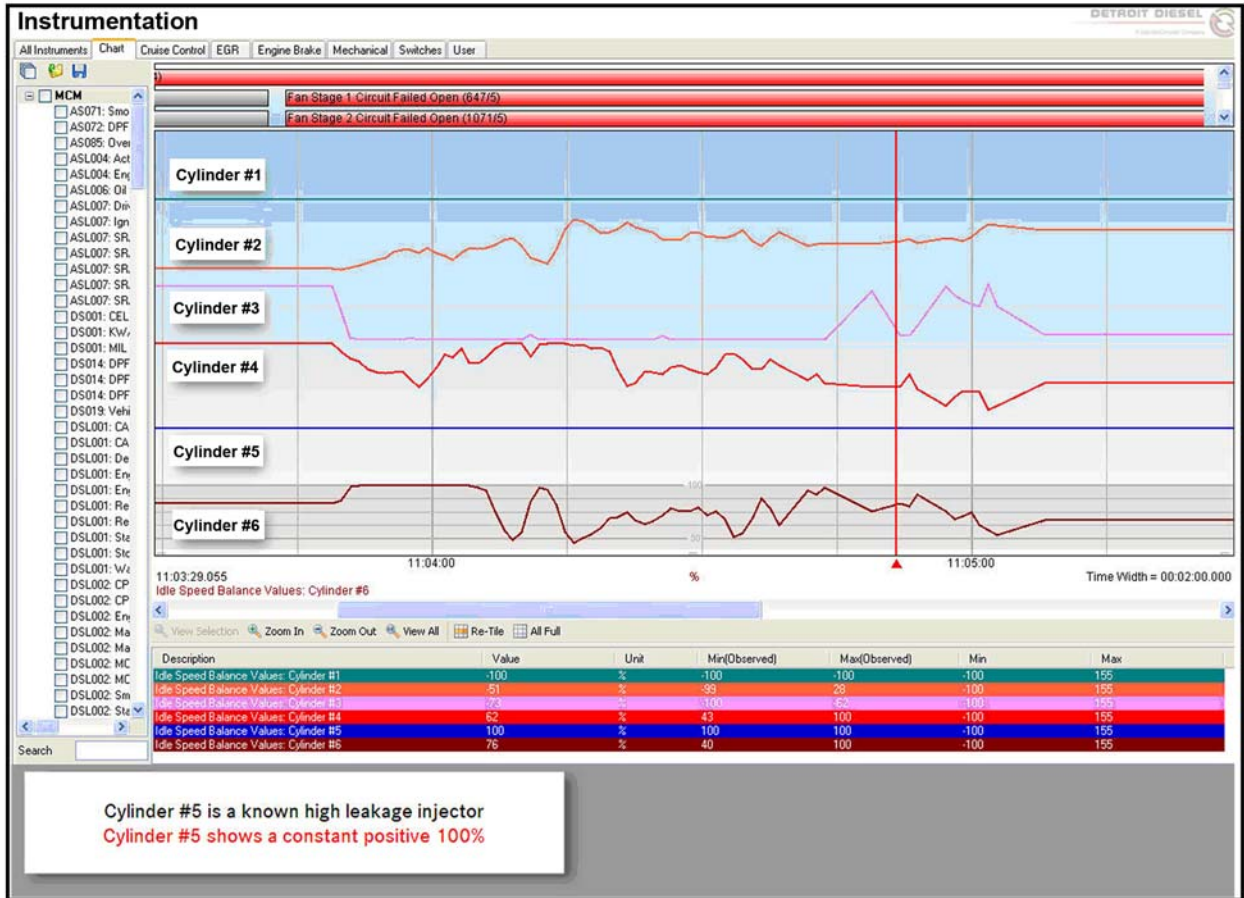 Instrumentation
DETROIT DIESEL
All Instruments Chart Cruise Control EGR Engine Brake Mechanical Switches User
4)
Fan Stage 1 Circuit Failed Open (647/5)
Fan Stage 2 Circuit Failed Open (1071/5)
MCM
AS071: Smo
AS072: DPF
AS085: Over
ASL004: Act
ASL004: Eng
ASL006: Oil
ASL007: Driv
ASL007: Ign
ASL007: SR.
ASL007: SR.
ASL007: SR.
ASL007: SR.
DS001: CEL
DS001: KW/
DS001: MIL
DS014: DPF
DS014: DPF
DS014: DPF
DS019: Vehi
DSL001: CA
DSL001: CA
DSL001: De
DSL001: Eng
DSL001: Eng
DSL001: Re
DSL001: Re
DSL001: Sta
DSL001: Stc
DSL001: Wa
DSL002: CP
DSL002: CP
DSL002: Eng
DSL002: Ma
DSL002: Ma
DSL002: MC
DSL002: MC
DSL002: Sm
DSL002: Sta
Search
Cylinder #1
Cylinder #2
Cylinder #3
Cylinder #4
Cylinder #5
100
Cylinder #6
50
11:04:00 11:05:00
11:03:29.055 % Time Width = 00:02:00.000
Idle Speed Balance Values: Cylinder #6
View Selection Zoom In Zoom Out View All Re-Tile All Full
Description Value Unit Min(Observed) Max(Observed) Min Max
Idle Speed Balance Values: Cylinder #1 -100 % -100 -100 -100 155
Idle Speed Balance Values: Cylinder #2 -51 % -99 28 -100 155
Idle Speed Balance Values: Cylinder #3 -73 % -100 -62 -100 155
Idle Speed Balance Values: Cylinder #4 62 % 43 100 -100 155
Idle Speed Balance Values: Cylinder #5 100 % 100 100 -100 155
Idle Speed Balance Values: Cylinder #6 76 % 40 100 -100 155
Cylinder #5 is a known high leakage injector
Cylinder #5 shows a constant positive 100%